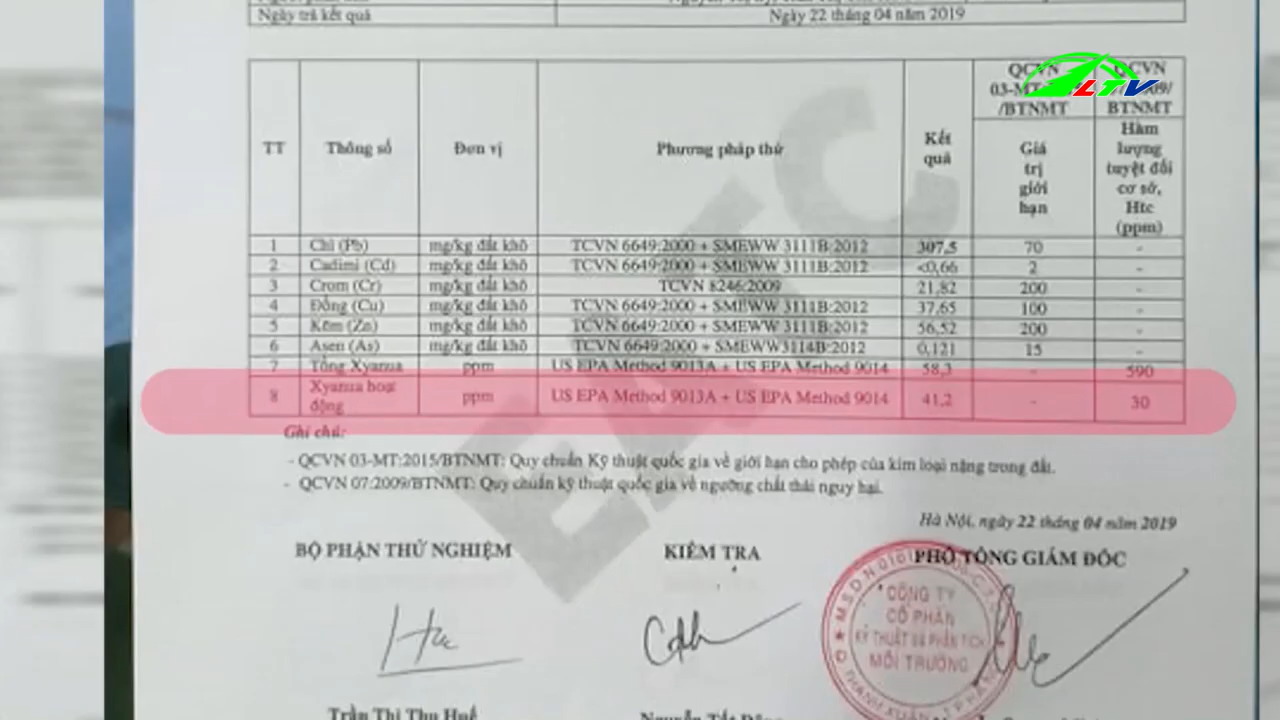 Ngày trả kết quả Ngày 22 tháng 04 năm 2019
LTV
TT Thông số Đơn vị Phương pháp thử Kết quả QCVN 03-MT /BTNMT Giá trị giới hạn QCVN /BTNMT Hàm lượng tuyệt đối cơ sở, Htc (ppm)
1 Chì (Pb) mg/kg đất khô TCVN 6649:2000 + SMEWW 3111B:2012 307,5 70 -
2 Cadimi (Cd) mg/kg đất khô TCVN 6649:2000 + SMEWW 3111B:2012 <0,66 2 -
3 Crom (Cr) mg/kg đất khô TCVN 8246:2009 21,82 200 -
4 Đồng (Cu) mg/kg đất khô TCVN 6649:2000 + SMEWW 3111B:2012 37,65 100 -
5 Kẽm (Zn) mg/kg đất khô TCVN 6649:2000 + SMEWW 3111B:2012 56,52 200 -
6 Asen (As) mg/kg đất khô TCVN 6649:2000 + SMEWW3114B:2012 0,121 15 -
7 Tổng Xyanua ppm US EPA Method 9013A + US EPA Method 9014 58,3 590
8 Xyanua hoạt động ppm US EPA Method 9013A + US EPA Method 9014 41,2 - 30
EATC
Ghi chú:
- QCVN 03-MT:2015/BTNMT: Quy chuẩn Kỹ thuật quốc gia về giới hạn cho phép của kim loại nặng trong đất.
- QCVN 07:2009/BTNMT: Quy chuẩn kỹ thuật quốc gia về ngưỡng chất thải nguy hại.
Hà Nội, ngày 22 tháng 04 năm 2019
BỘ PHẬN THỬ NGHIỆM KIỂM TRA PHÓ TỔNG GIÁM ĐỐC
CÔNG TY
CỔ PHẦN
KỸ THUẬT VÀ PHÂN TÍCH
MÔI TRƯỜNG
Trần Thị Thu Huế